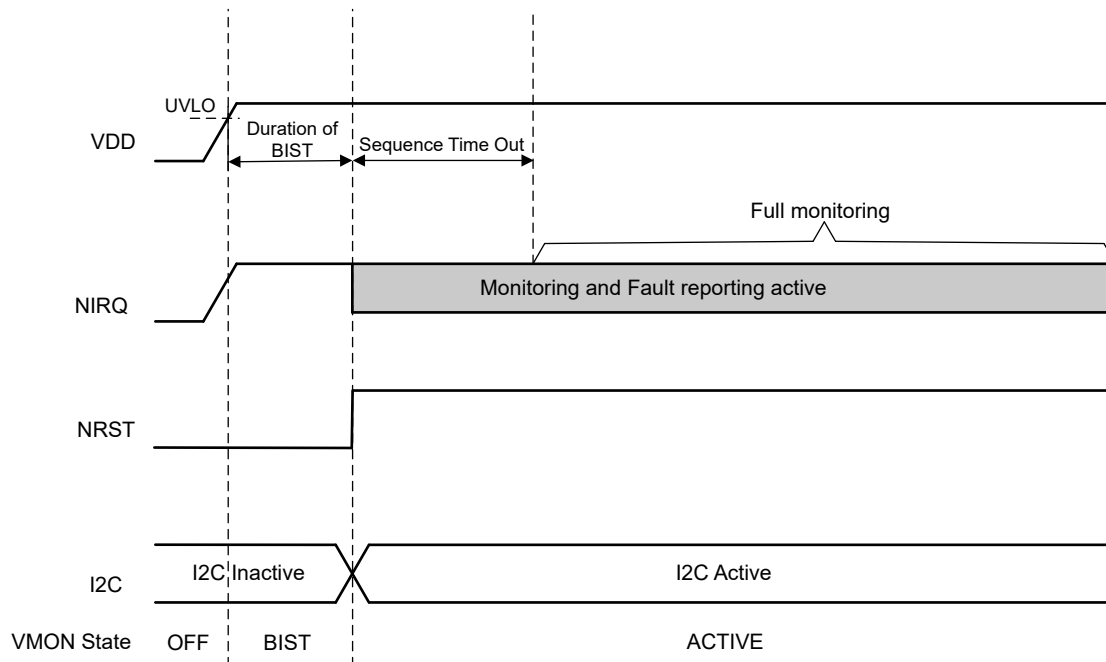 UVLO
VDD
Duration of
BIST
Sequence Time Out
Full monitoring
NIRQ
Monitoring and Fault reporting active
NRST
I2C
I2C Inactive
I2C Active
VMON State
OFF
BIST
ACTIVE